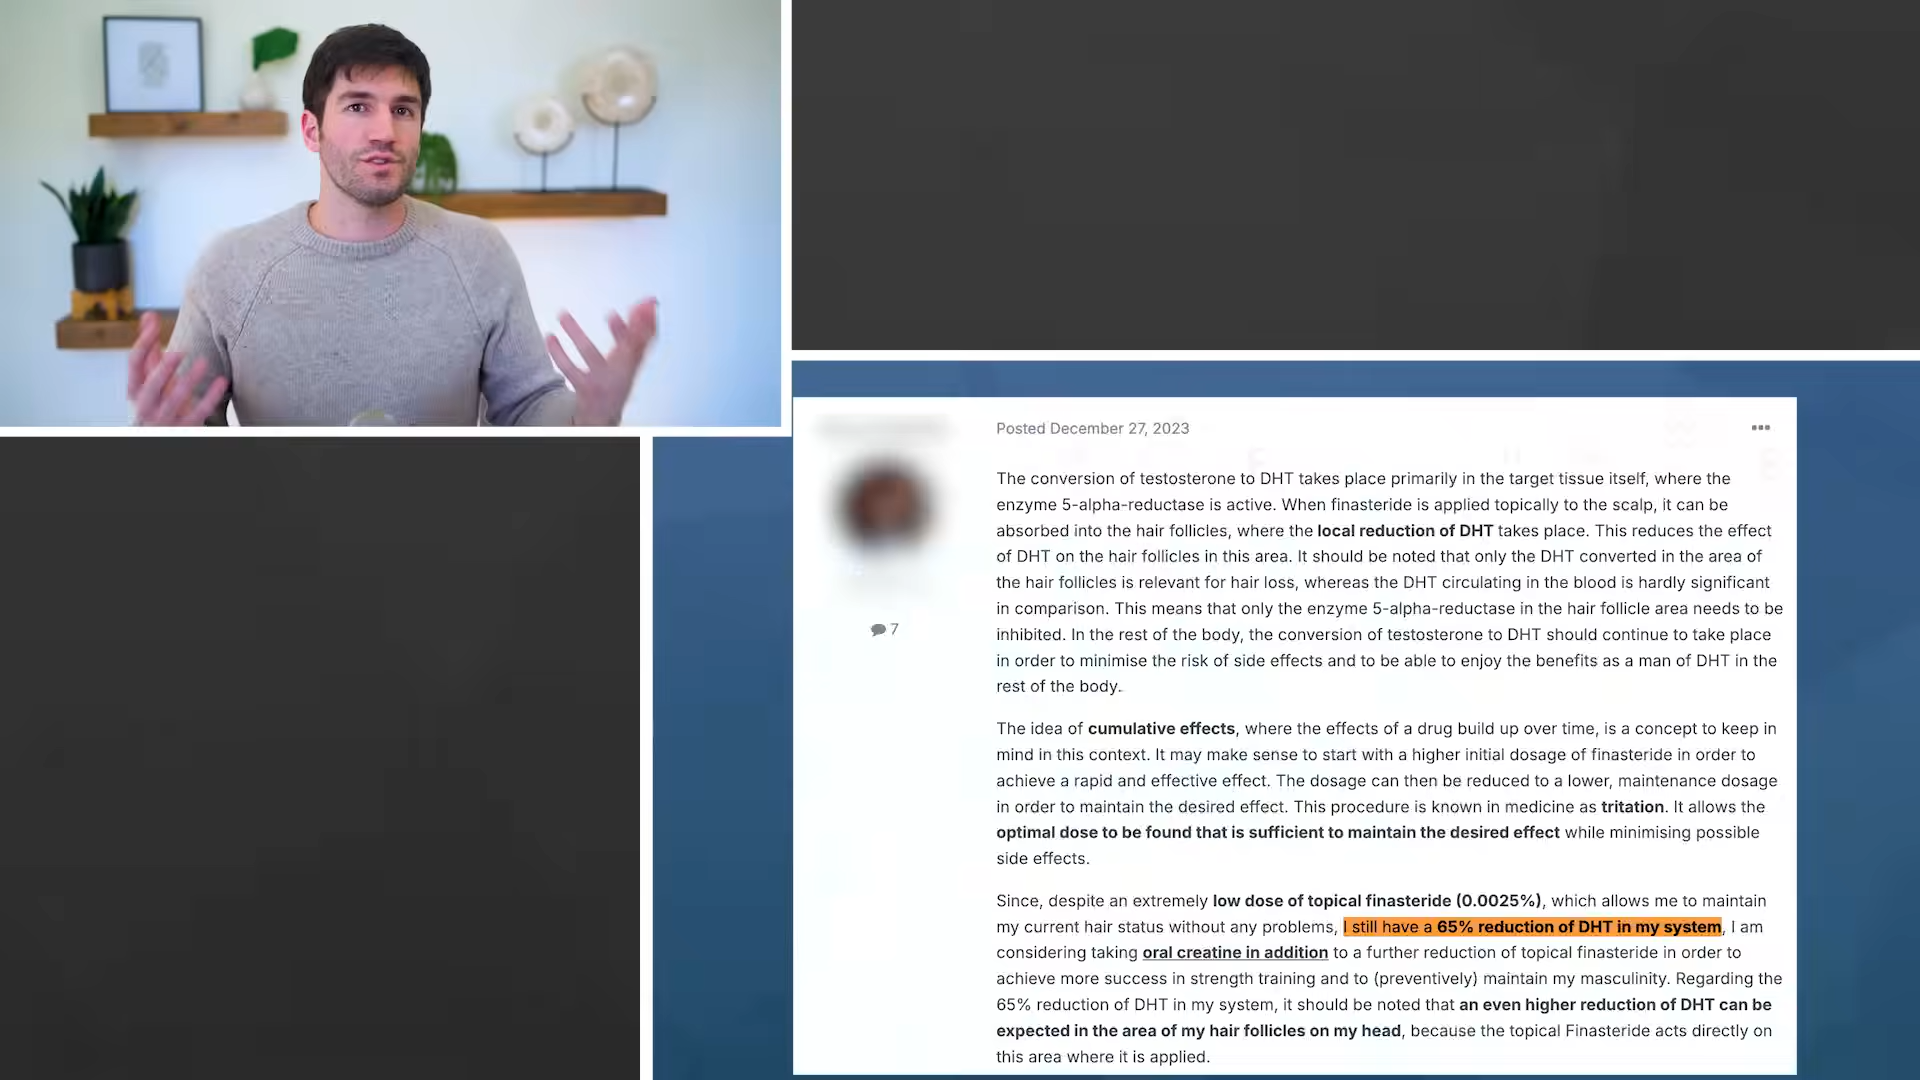 Posted December 27, 2023
The conversion of testosterone to DHT takes place primarily in the target tissue itself, where the
enzyme 5-alpha-reductase is active. When finasteride is applied topically to the scalp, it can be
absorbed into the hair follicles, where the local reduction of DHT takes place. This reduces the effect
of DHT on the hair follicles in this area. It should be noted that only the DHT converted in the area of
the hair follicles is relevant for hair loss, whereas the DHT circulating in the blood is hardly significant
in comparison. This means that only the enzyme 5-alpha-reductase in the hair follicle area needs to be
inhibited. In the rest of the body, the conversion of testosterone to DHT should continue to take place
in order to minimise the risk of side effects and to be able to enjoy the benefits as a man of DHT in the
rest of the body.
7
The idea of cumulative effects, where the effects of a drug build up over time, is a concept to keep in
mind in this context. It may make sense to start with a higher initial dosage of finasteride in order to
achieve a rapid and effective effect. The dosage can then be reduced to a lower, maintenance dosage
in order to maintain the desired effect. This procedure is known in medicine as tritation. It allows the
optimal dose to be found that is sufficient to maintain the desired effect while minimising possible
side effects.
Since, despite an extremely low dose of topical finasteride (0.0025%), which allows me to maintain
my current hair status without any problems, I still have a 65% reduction of DHT in my system, I am
considering taking oral creatine in addition to a further reduction of topical finasteride in order to
achieve more success in strength training and to (preventively) maintain my masculinity. Regarding the
65% reduction of DHT in my system, it should be noted that an even higher reduction of DHT can be
expected in the area of my hair follicles on my head, because the topical Finasteride acts directly on
this area where it is applied.